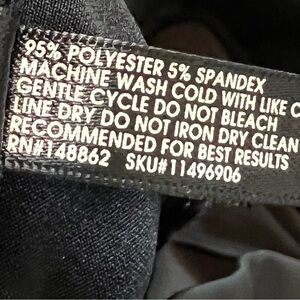 95% POLYESTER 5% SPANDEX
MACHINE WASH COLD WITH LIKE C
GENTLE CYCLE DO NOT BLEACH
LINE DRY DO NOT IRON DRY CLEAN
RECOMMENDED FOR BEST RESULTS
RN#148862 SKU#11496906